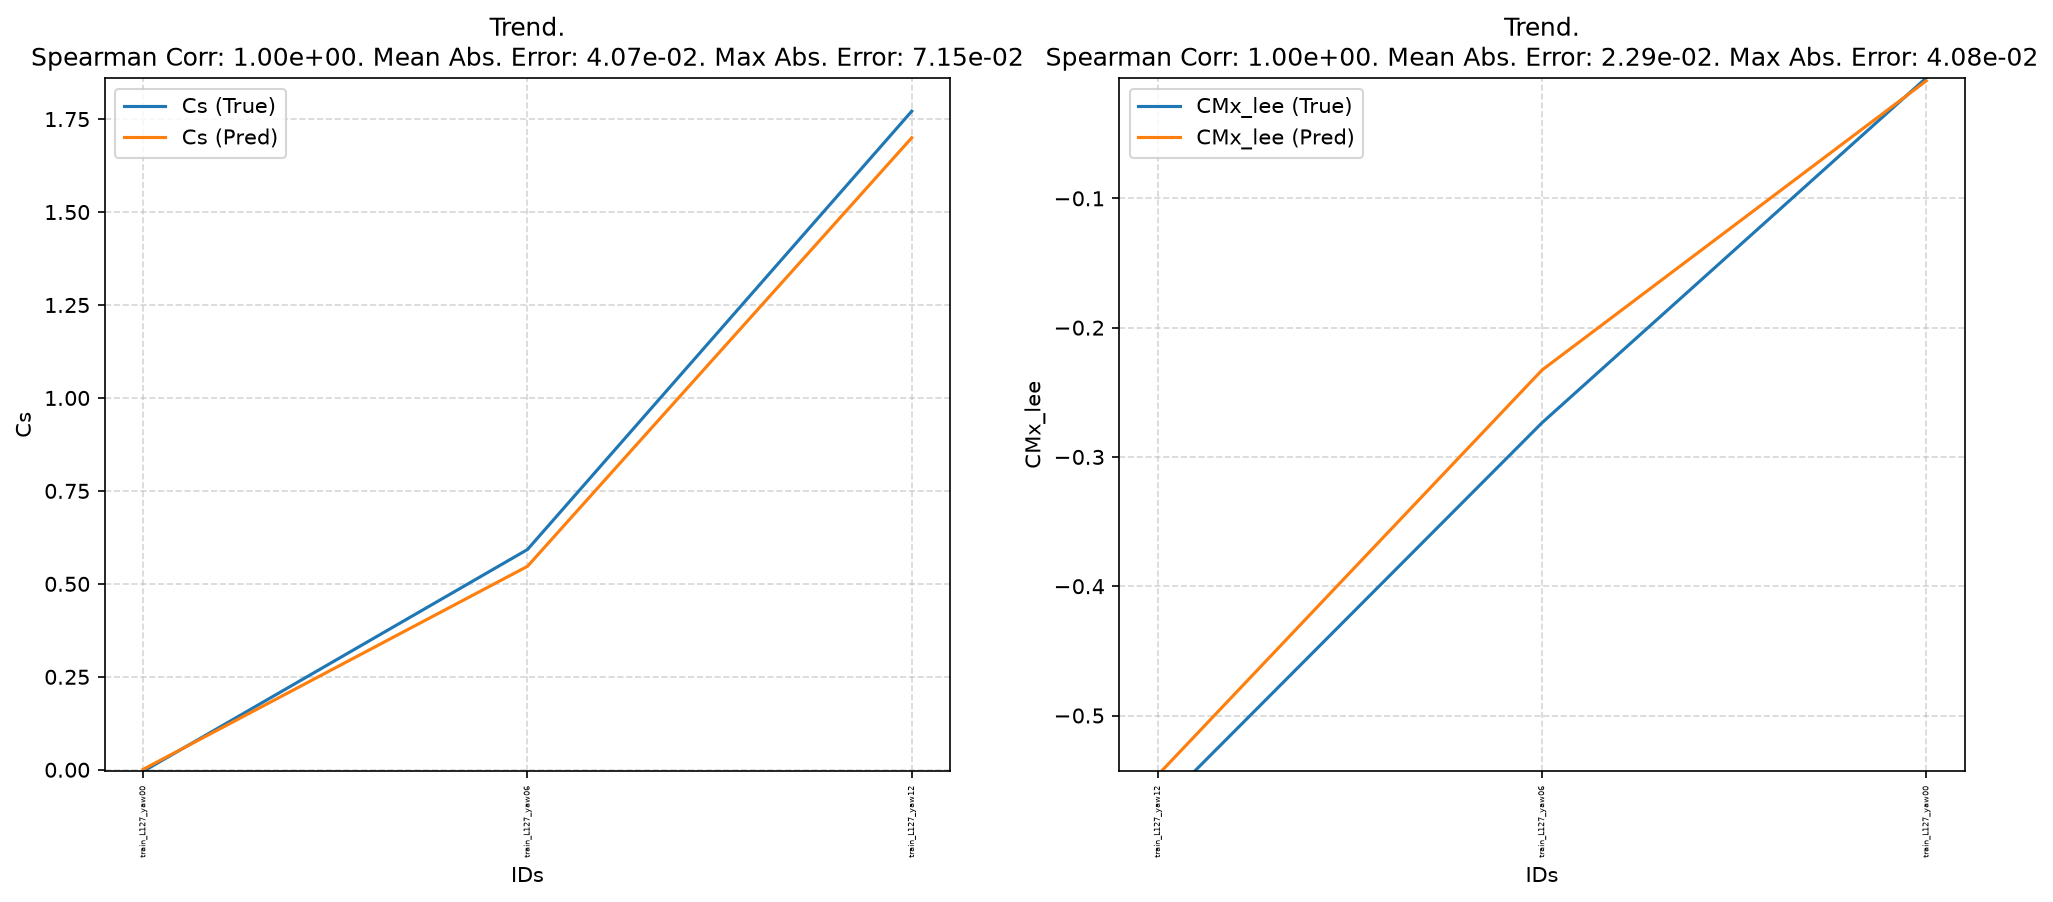 Trend.
Spearman Corr: 1.00e+00. Mean Abs. Error: 4.07e-02. Max Abs. Error: 7.15e-02
Cs (True)
Cs (Pred)
1.75
1.50
1.25
1.00
0.75
0.50
0.25
0.00
Cs
train_L127_yaw00
train_L127_yaw06
train_L127_yaw12
IDs
Trend.
Spearman Corr: 1.00e+00. Mean Abs. Error: 2.29e-02. Max Abs. Error: 4.08e-02
CMx_lee (True)
CMx_lee (Pred)
−0.1
−0.2
−0.3
−0.4
−0.5
CMx_lee
train_L127_yaw12
train_L127_yaw06
train_L127_yaw00
IDs